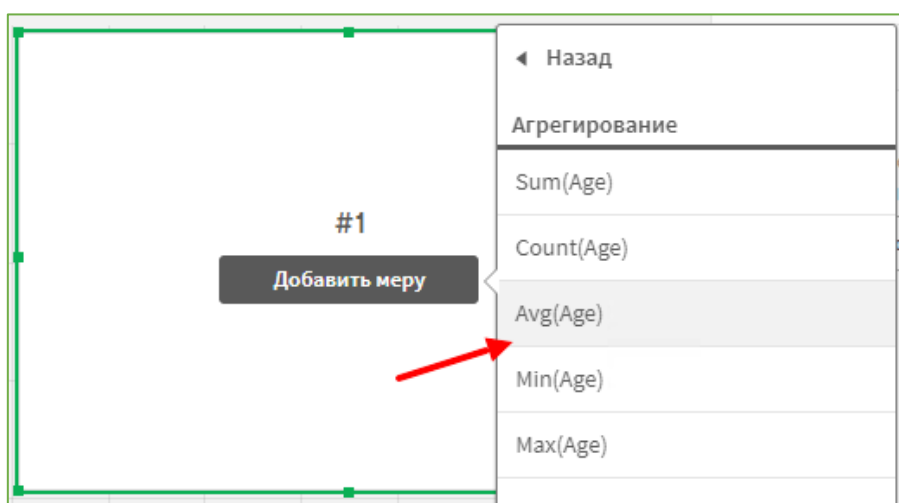 Назад
Агрегирование
Sum(Age)
#1
Count(Age)
Добавить меру
Avg(Age)
Min(Age)
Max(Age)